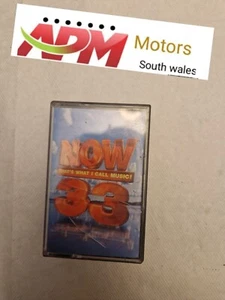 APM Motors
South wales
NOW
THAT'S WHAT I CALL MUSIC!
33